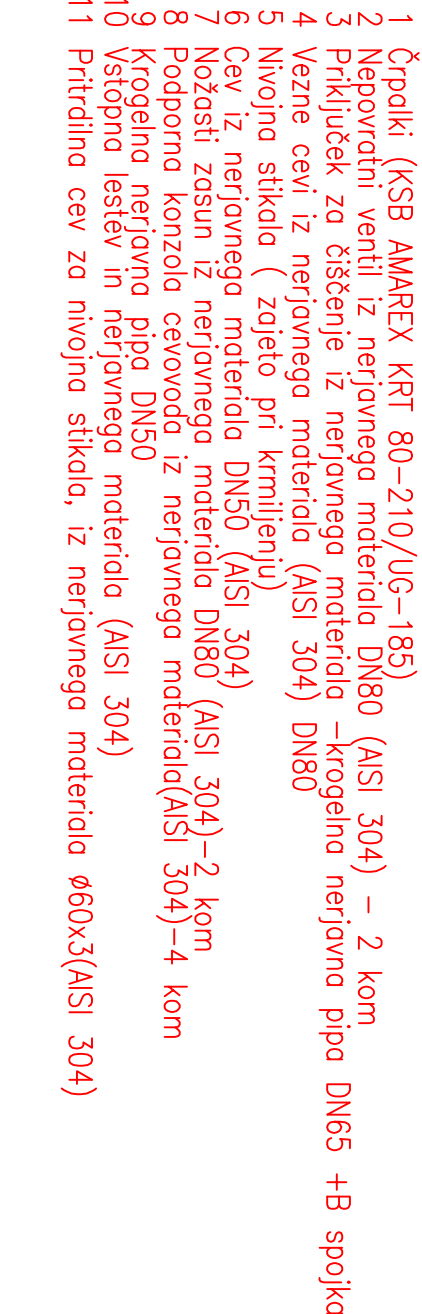 1 Črpalki (KSB AMAREX KRT 80-210/UG-185)
2 Nepovratni ventil iz nerjavnega materiala DN80 (AISI 304) - 2 kom
3 Priključek za čiščenje iz nerjavnega materiala -krogelna nerjavna pipa DN65 +B spojka
4 Vezne cevi iz nerjavnega materiala (AISI 304) DN80
5 Nivojna stikala ( zajeto pri krmiljenju)
6 Cev iz nerjavnega materiala DN50 (AISI 304)
7 Nožasti zasun iz nerjavnega materiala DN80 (AISI 304)-2 kom
8 Podporna konzola cevovoda iz nerjavnega materiala(AISI 304)-4 kom
9 Krogelna nerjavna pipa DN50
10 Vstopna lestev in nerjavnega materiala (AISI 304)
11 Pritrdilna cev za nivojna stikala, iz nerjavnega materiala ø60x3(AISI 304)